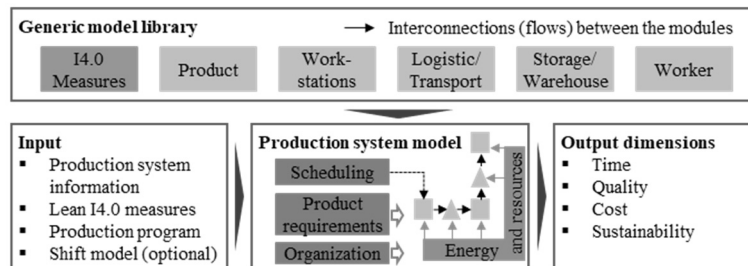 Generic model library
Interconnections (flows) between the modules
I4.0
Measures
Product
Work-
stations
Logistic/
Transport
Storage/
Warehouse
Worker
Input
▪ Production system
information
▪ Lean I4.0 measures
▪ Production program
▪ Shift model (optional)
Production system model
Scheduling
Product
requirements
Organization
Energy
and resources
Output dimensions
▪ Time
▪ Quality
▪ Cost
▪ Sustainability